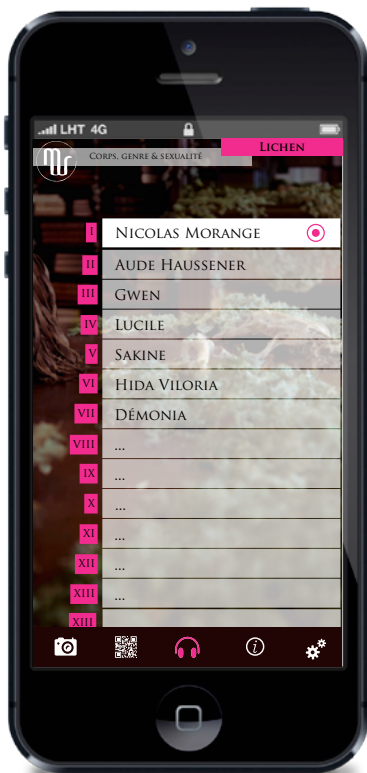 LHT 4G
LICHEN
CORPS, GENRE & SEXUALITÉ
I NICOLAS MORANGE
II AUDE HAUSSENER
III GWEN
IV LUCILE
V SAKINE
VI HIDA VILORIA
VII DÉMONIA
VIII ...
IX ...
X ...
XI ...
XII ...
XIII ...
XIII